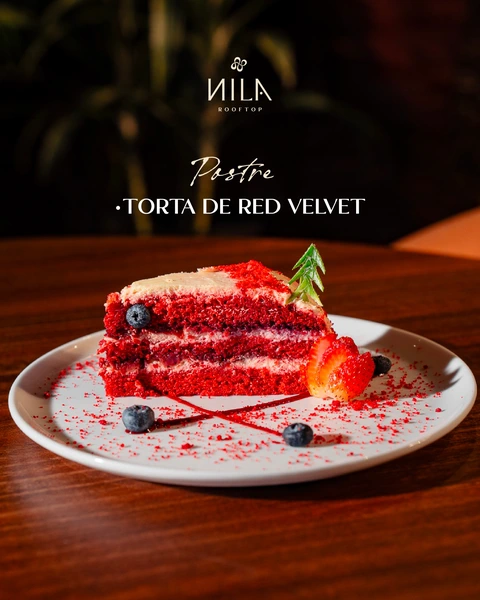 NILA
ROOFTOP
Postre
•TORTA DE RED VELVET